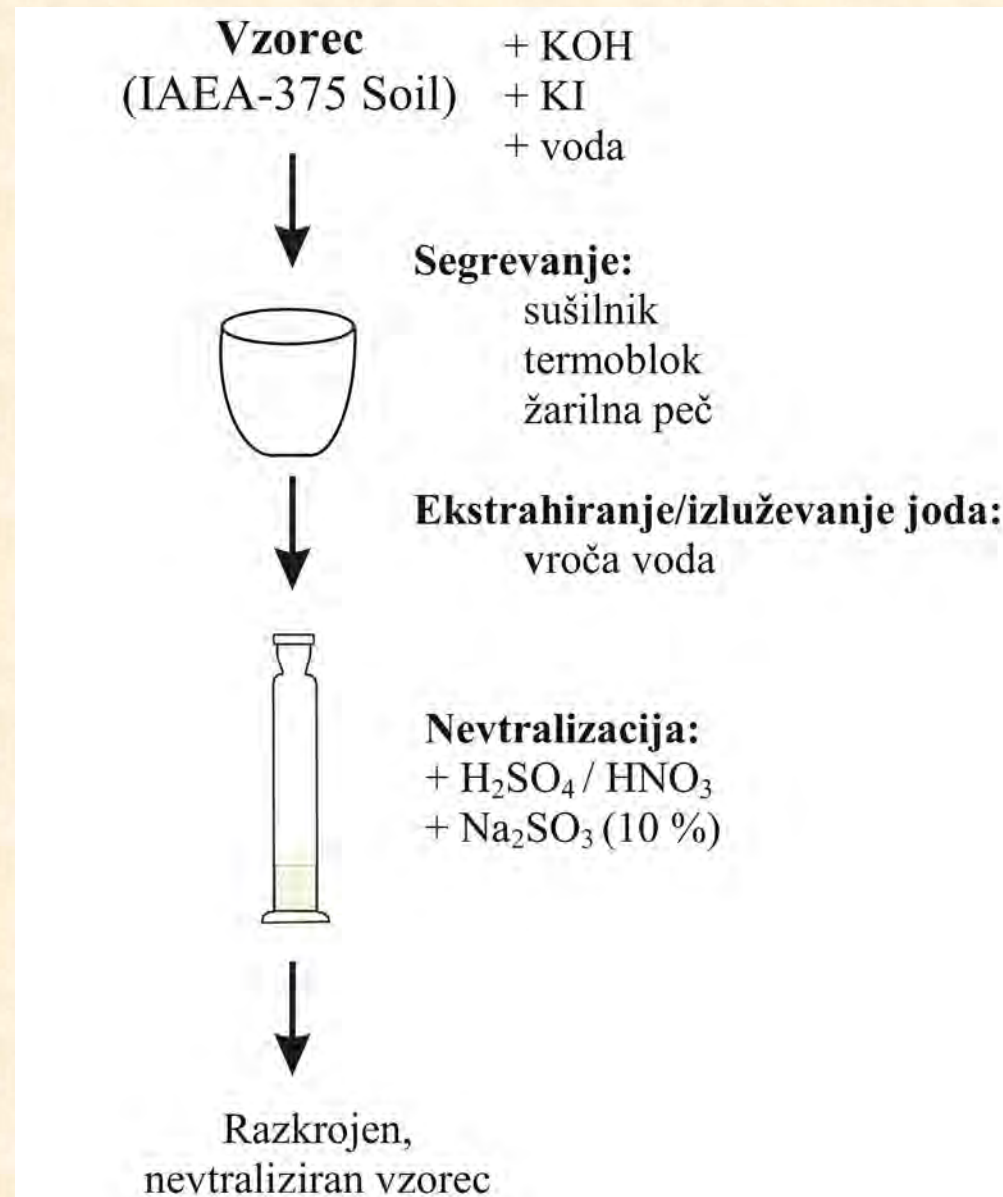 Vzorec
(IAEA-375 Soil)
+ KOH
+ KI
+ voda
Segrevanje:
sušilnik
termoblok
žarilna peč
Ekstrahiranje/izluževanje joda:
vroča voda
Nevtralizacija:
+ H₂SO₄ / HNO₃
+ Na₂SO₃ (10 %)
Razkrojen,
nevtraliziran vzorec